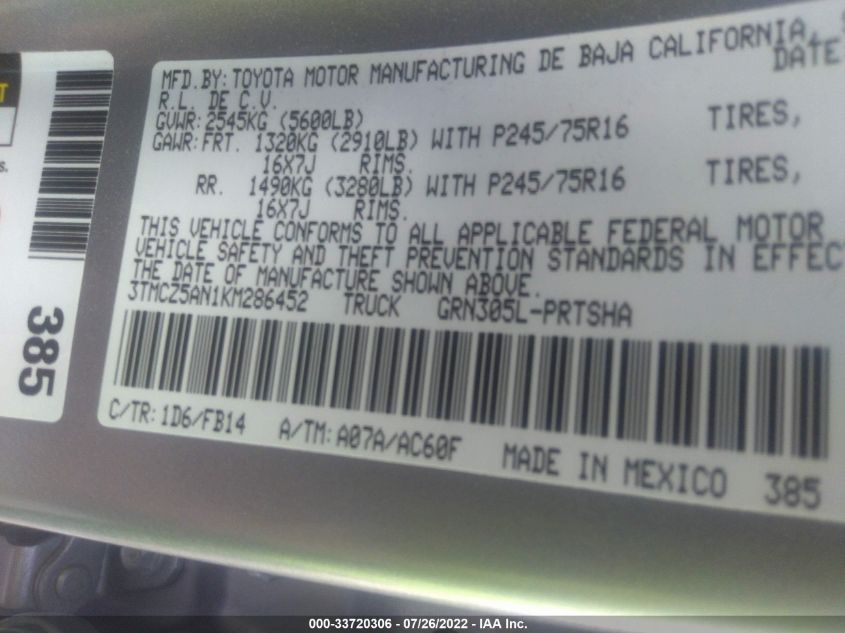 MFD.BY: TOYOTA MOTOR MANUFACTURING DE BAJA CALIFORNIA,
DATE
R.L. DE C.V.
GVWR: 2545KG (5600LB)
GAWR: FRT. 1320KG (2910LB) WITH P245/75R16 TIRES,
16X7J RIMS.
RR. 1490KG (3280LB) WITH P245/75R16 TIRES,
16X7J RIMS.
THIS VEHICLE CONFORMS TO ALL APPLICABLE FEDERAL MOTOR
VEHICLE SAFETY AND THEFT PREVENTION STANDARDS IN EFFEC
THE DATE OF MANUFACTURE SHOWN ABOVE.
3TMCZ5AN1KM286452 TRUCK GRN305L-PRTSHA
C/TR: 1D6/FB14 A/TM: A07A/AC60F MADE IN MEXICO 385
385
000-33720306 - 07/26/2022 - IAA Inc.